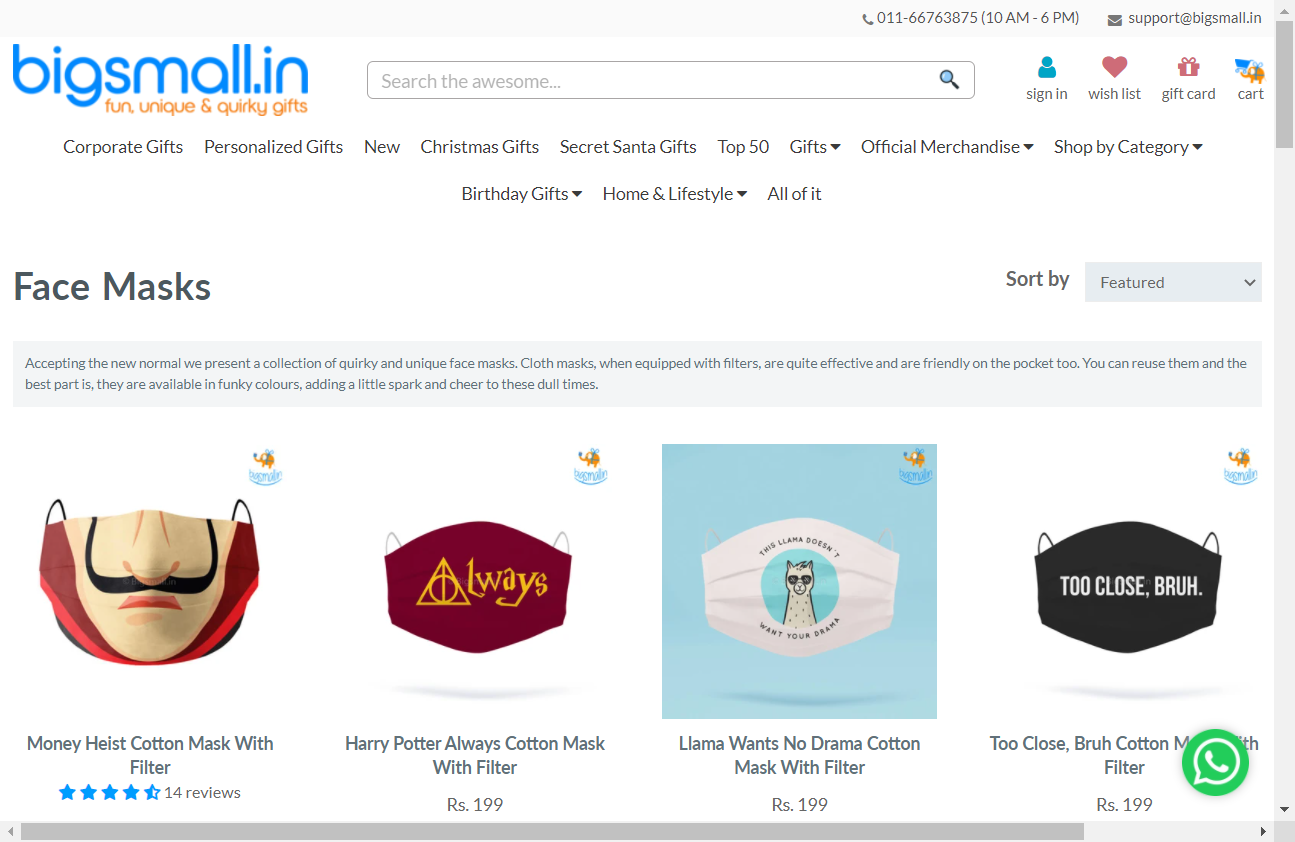 011-66763875 (10 AM - 6 PM) support@bigsmall.in
bigsmall.in
fun, unique & quirky gifts
Search the awesome...
sign in wish list gift card cart
Corporate Gifts Personalized Gifts New Christmas Gifts Secret Santa Gifts Top 50 Gifts Official Merchandise Shop by Category
Birthday Gifts Home & Lifestyle All of it
Face Masks
Sort by Featured
Accepting the new normal we present a collection of quirky and unique face masks. Cloth masks, when equipped with filters, are quite effective and are friendly on the pocket too. You can reuse them and the
best part is, they are available in funky colours, adding a little spark and cheer to these dull times.
bigsmall.in bigsmall.in bigsmall.in bigsmall.in
© Bigsmall.in
Always
THIS LLAMA DOESN'T
WANT YOUR DRAMA
TOO CLOSE, BRUH.
Money Heist Cotton Mask With
Filter
14 reviews
Harry Potter Always Cotton Mask
With Filter
Rs. 199
Llama Wants No Drama Cotton
Mask With Filter
Rs. 199
Too Close, Bruh Cotton M th
Filter
Rs. 199